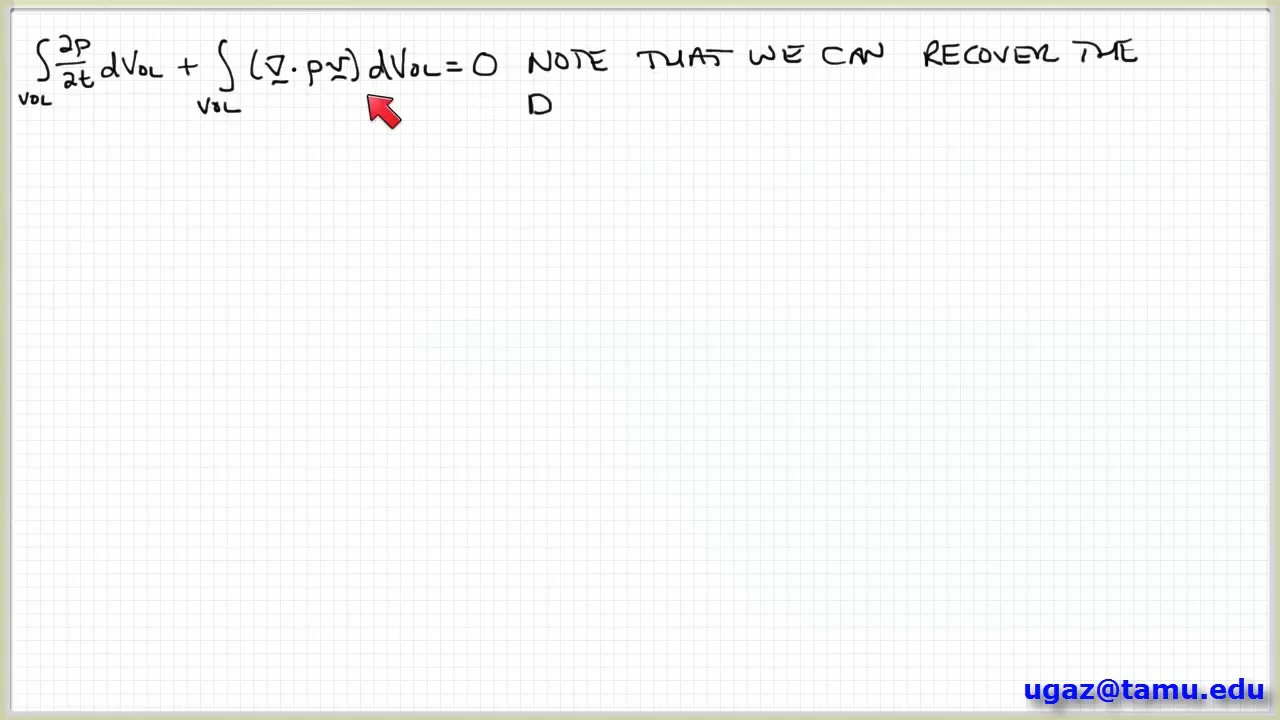 ∫VOL ∂ρ/∂t dVOL + ∫VOL (∇ · ρv) dVOL = 0 NOTE THAT WE CAN RECOVER THE
D
ugaz@tamu.edu